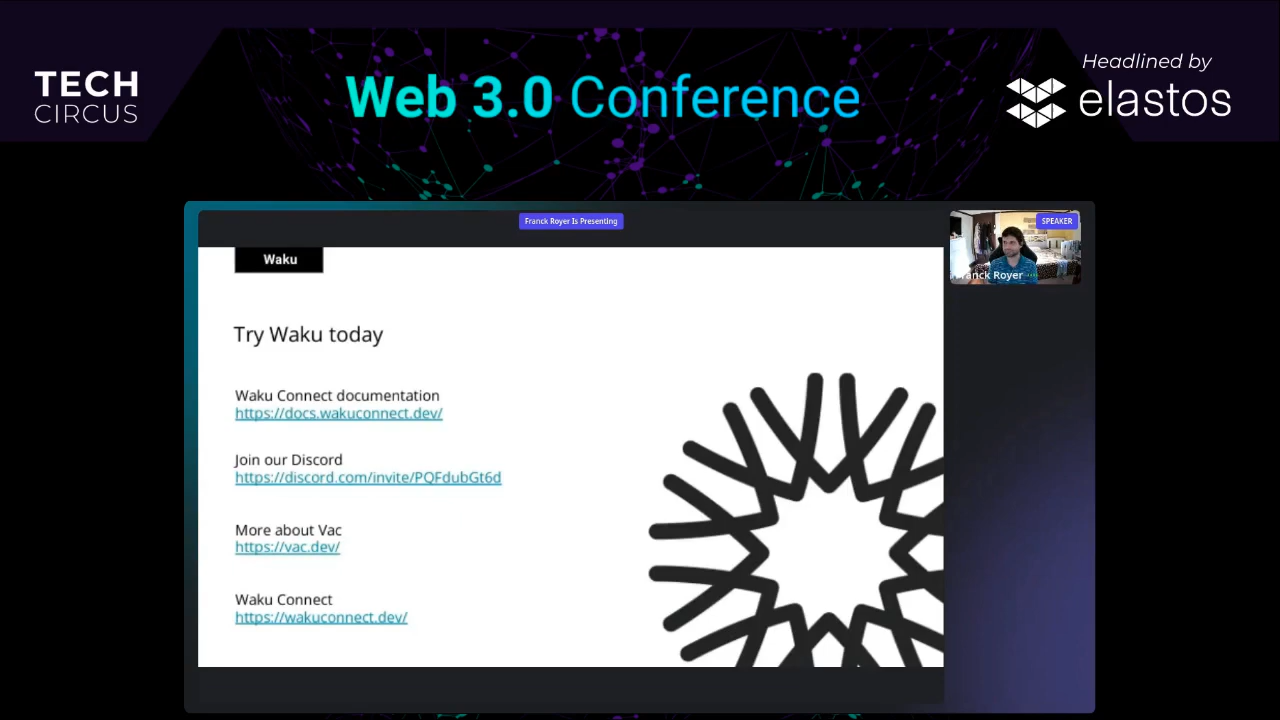 TECH
CIRCUS
Web 3.0 Conference
Headlined by
elastos
Franck Royer Is Presenting
SPEAKER
Franck Royer
Waku
Try Waku today
Waku Connect documentation
https://docs.wakuconnect.dev/
Join our Discord
https://discord.com/invite/PQFdubGt6d
More about Vac
https://vac.dev/
Waku Connect
https://wakuconnect.dev/